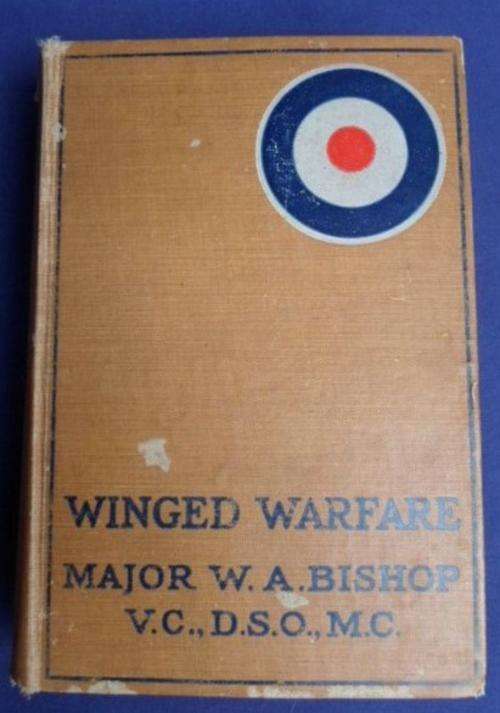 WINGED WARFARE
MAJOR W. A. BISHOP
V.C., D.S.O., M.C.